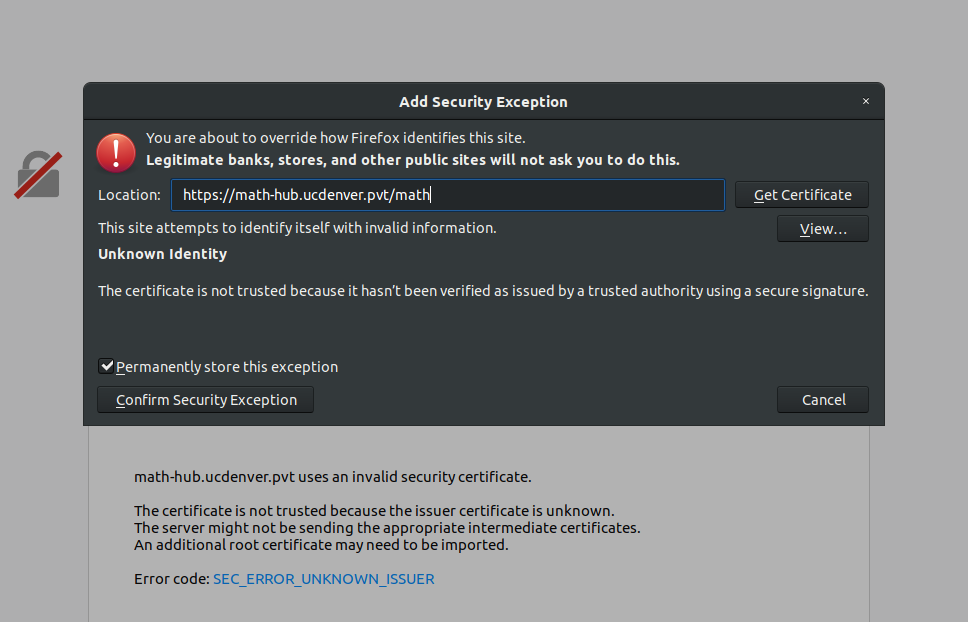 Add Security Exception
×
You are about to override how Firefox identifies this site.
Legitimate banks, stores, and other public sites will not ask you to do this.
Location: https://math-hub.ucdenver.pvt/math Get Certificate
This site attempts to identify itself with invalid information. View…
Unknown Identity
The certificate is not trusted because it hasn't been verified as issued by a trusted authority using a secure signature.
Permanently store this exception
Confirm Security Exception Cancel
math-hub.ucdenver.pvt uses an invalid security certificate.
The certificate is not trusted because the issuer certificate is unknown.
The server might not be sending the appropriate intermediate certificates.
An additional root certificate may need to be imported.
Error code: SEC_ERROR_UNKNOWN_ISSUER